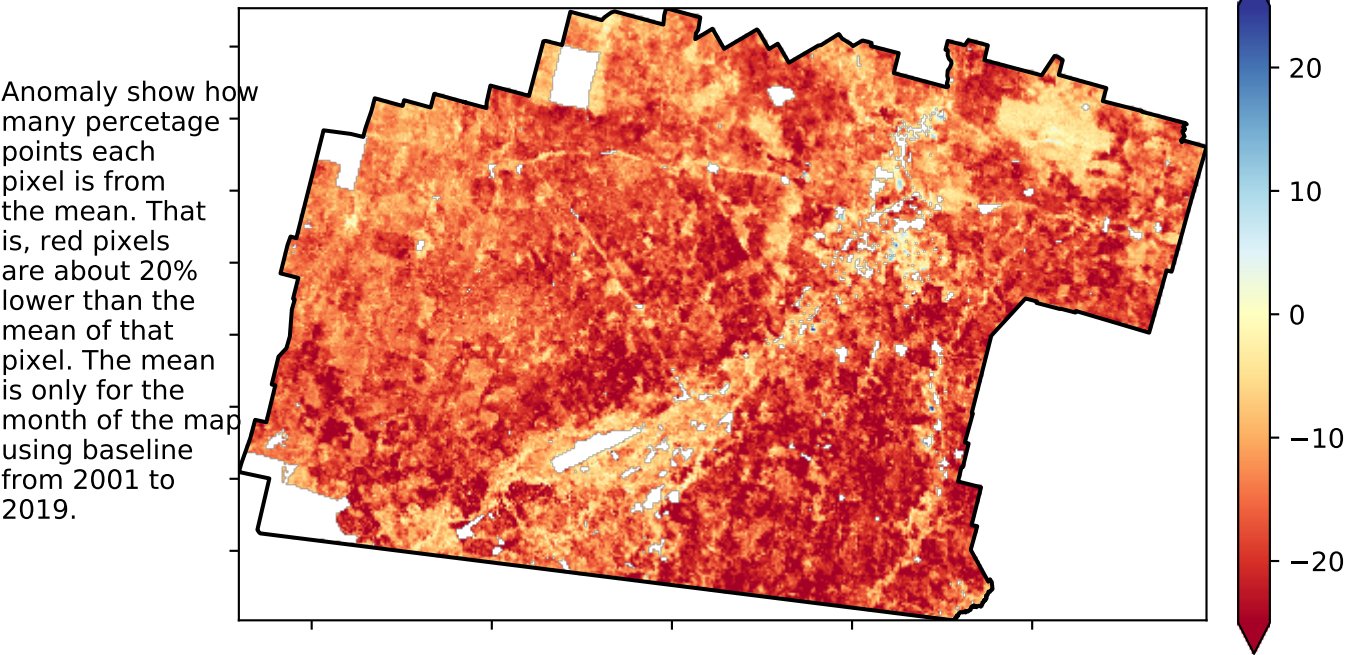 Anomaly show how
many percetage
points each
pixel is from
the mean. That
is, red pixels
are about 20%
lower than the
mean of that
pixel. The mean
is only for the
month of the map
using baseline
from 2001 to
2019.
20
10
0
−10
−20